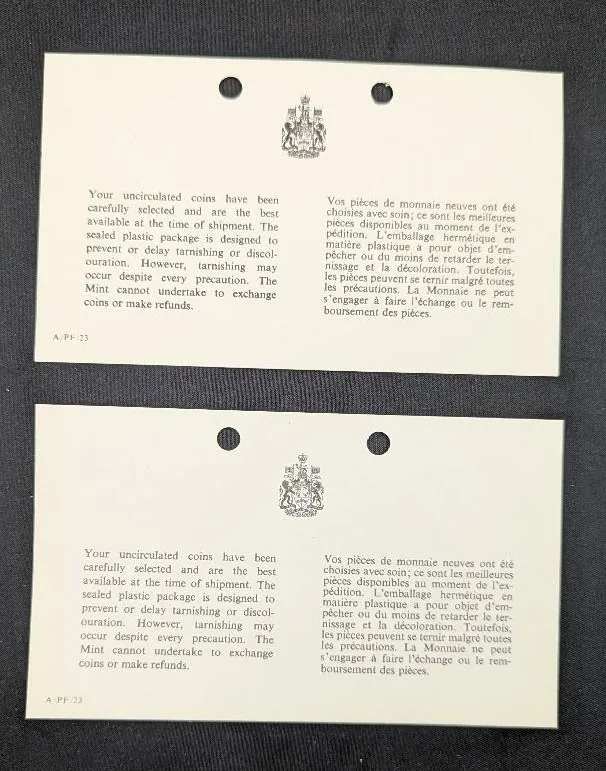 Your uncirculated coins have been
carefully selected and are the best
available at the time of shipment. The
sealed plastic package is designed to
prevent or delay tarnishing or discol-
ouration. However, tarnishing may
occur despite every precaution. The
Mint cannot undertake to exchange
coins or make refunds.
Vos pièces de monnaie neuves ont été
choisies avec soin; ce sont les meilleures
pièces disponibles au moment de l'ex-
pédition. L'emballage hermétique en
matière plastique a pour objet d'em-
pêcher ou du moins de retarder le ter-
nissage et la décoloration. Toutefois,
les pièces peuvent se ternir malgré toutes
les précautions. La Monnaie ne peut
s'engager à faire l'échange ou le rem-
boursement des pièces.
A/PF/23
Your uncirculated coins have been
carefully selected and are the best
available at the time of shipment. The
sealed plastic package is designed to
prevent or delay tarnishing or discol-
ouration. However, tarnishing may
occur despite every precaution. The
Mint cannot undertake to exchange
coins or make refunds.
Vos pièces de monnaie neuves ont été
choisies avec soin; ce sont les meilleures
pièces disponibles au moment de l'ex-
pédition. L'emballage hermétique en
matière plastique a pour objet d'em-
pêcher ou du moins de retarder le ter-
nissage et la décoloration. Toutefois,
les pièces peuvent se ternir malgré toutes
les précautions. La Monnaie ne peut
s'engager à faire l'échange ou le rem-
boursement des pièces.
A/PF/23